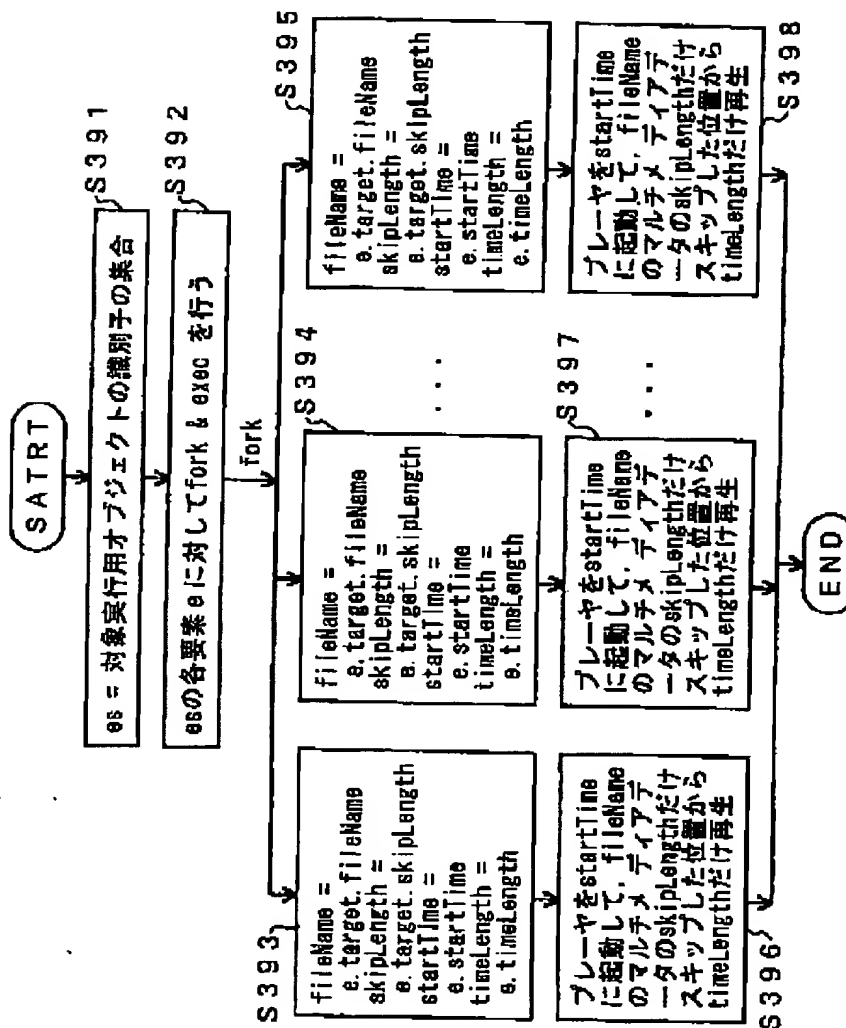 SATRT
es = 対象実行用オブジェクトの識別子の集合
S391
esの各要素eに対してfork & exec を行う
S392
fork
S393
fileName =
e.target.fileName
skipLength =
e.target.skipLength
startTime =
e.startTime
timeLength =
e.timeLength
S394
fileName =
e.target.fileName
skipLength =
e.target.skipLength
startTime =
e.startTime
timeLength =
e.timeLength
...
S395
fileName =
e.target.fileName
skipLength =
e.target.skipLength
startTime =
e.startTime
timeLength =
e.timeLength
S396
プレーヤをstartTime
に起動して, fileName
のマルチメディアデ
ータのskipLengthだけ
スキップした位置から
timeLengthだけ再生
S397
プレーヤをstartTime
に起動して, fileName
のマルチメディアデ
ータのskipLengthだけ
スキップした位置から
timeLengthだけ再生
...
S398
プレーヤをstartTime
に起動して, fileName
のマルチメディアデ
ータのskipLengthだけ
スキップした位置から
timeLengthだけ再生
END